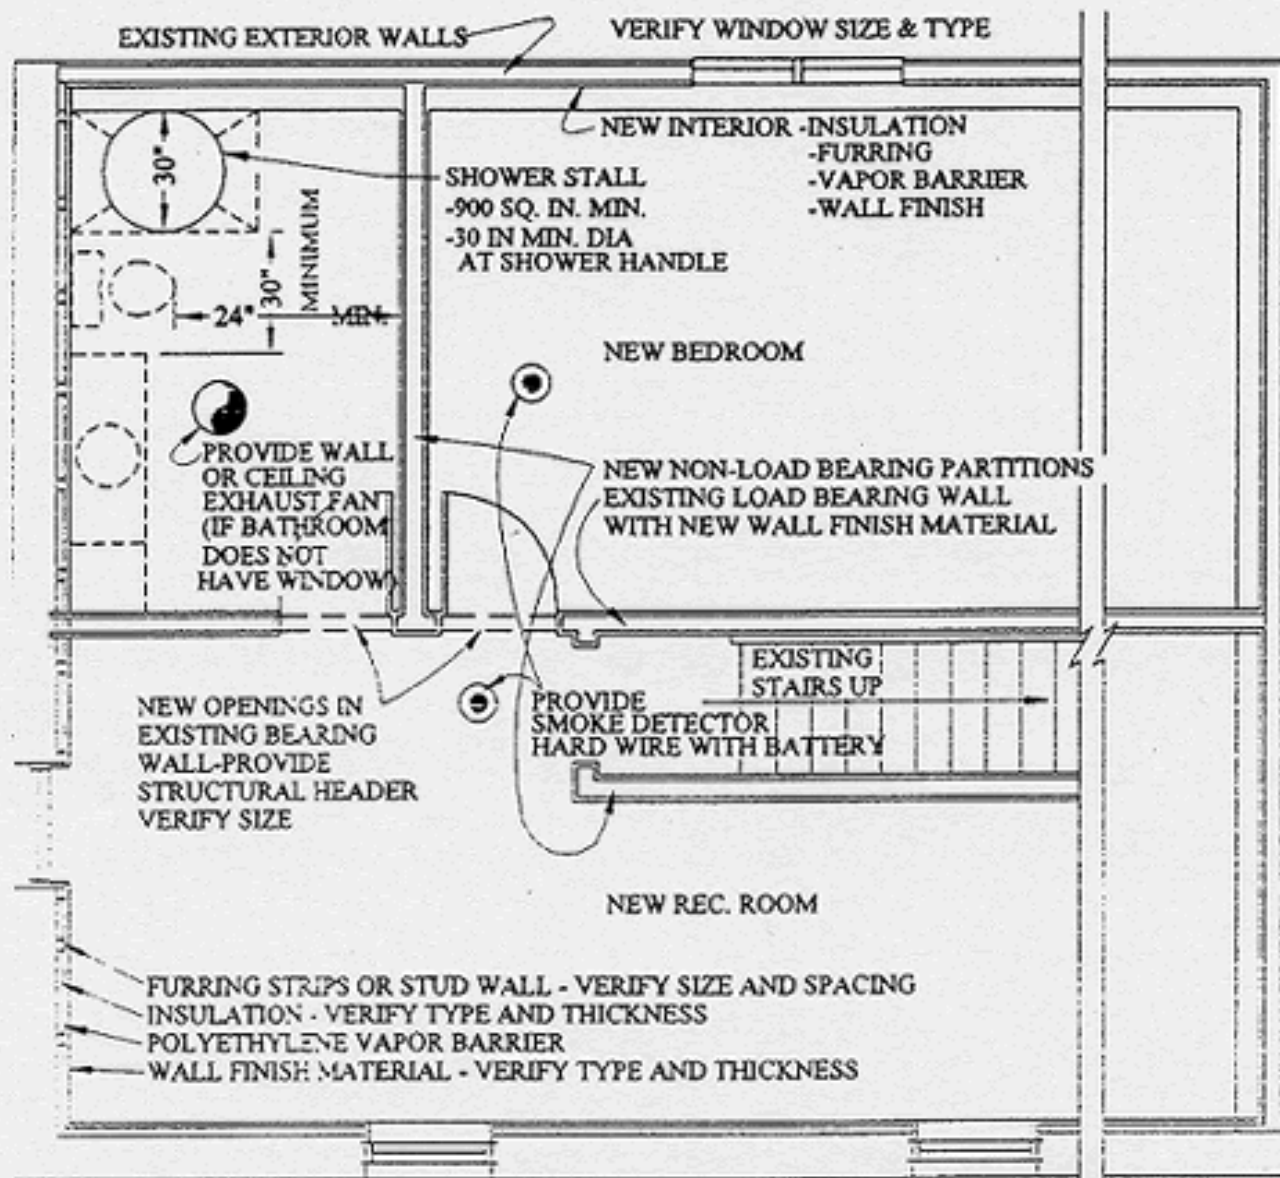 EXISTING EXTERIOR WALLS
VERIFY WINDOW SIZE & TYPE
NEW INTERIOR -INSULATION
-FURRING
-VAPOR BARRIER
-WALL FINISH
30"
SHOWER STALL
-900 SQ. IN. MIN.
-30 IN MIN. DIA
AT SHOWER HANDLE
30"
MINIMUM
24" MIN.
NEW BEDROOM
PROVIDE WALL
OR CEILING
EXHAUST FAN
(IF BATHROOM
DOES NOT
HAVE WINDOW)
NEW NON-LOAD BEARING PARTITIONS
EXISTING LOAD BEARING WALL
WITH NEW WALL FINISH MATERIAL
EXISTING
STAIRS UP
NEW OPENINGS IN
EXISTING BEARING
WALL-PROVIDE
STRUCTURAL HEADER
VERIFY SIZE
PROVIDE
SMOKE DETECTOR
HARD WIRE WITH BATTERY
NEW REC. ROOM
FURRING STRIPS OR STUD WALL - VERIFY SIZE AND SPACING
INSULATION - VERIFY TYPE AND THICKNESS
POLYETHYLENE VAPOR BARRIER
WALL FINISH MATERIAL - VERIFY TYPE AND THICKNESS